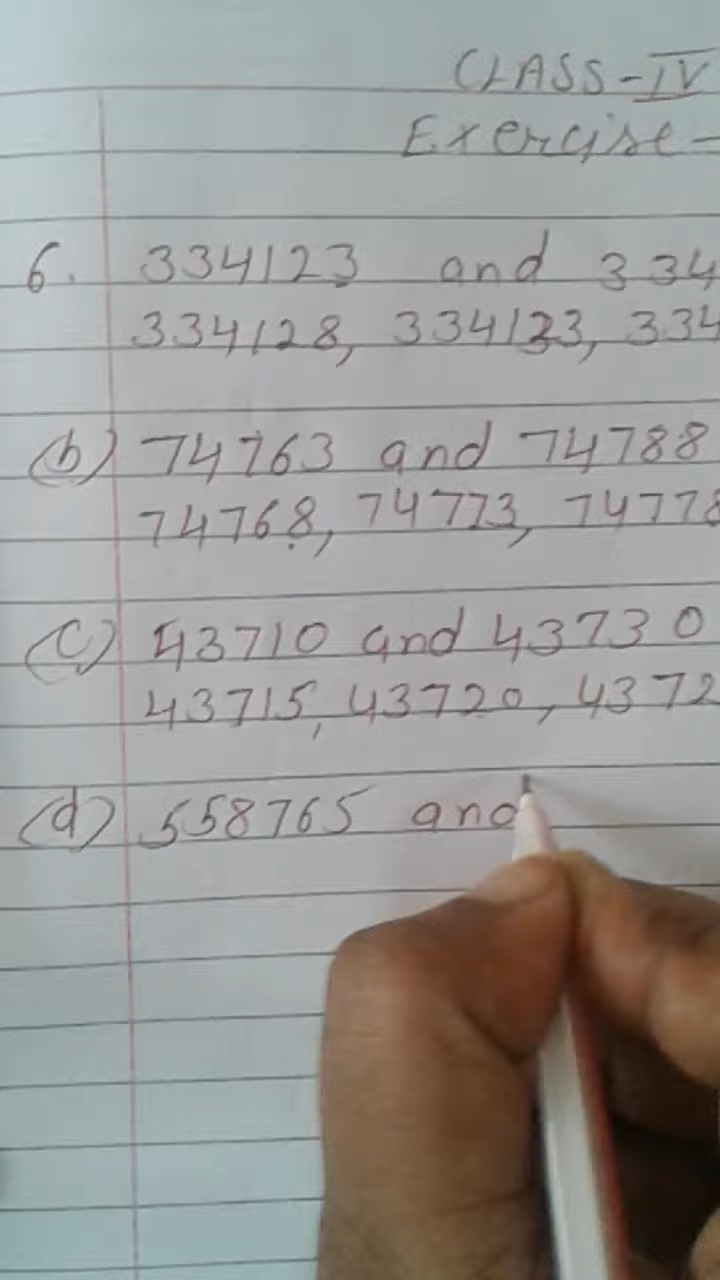 CLASS-IV
Exercise-
6. 334123 and 334
334128, 334133, 334
(b) 74763 and 74788
74768, 74773, 74778
(c) 43710 and 43730
43715, 43720, 4372
(d) 558765 and